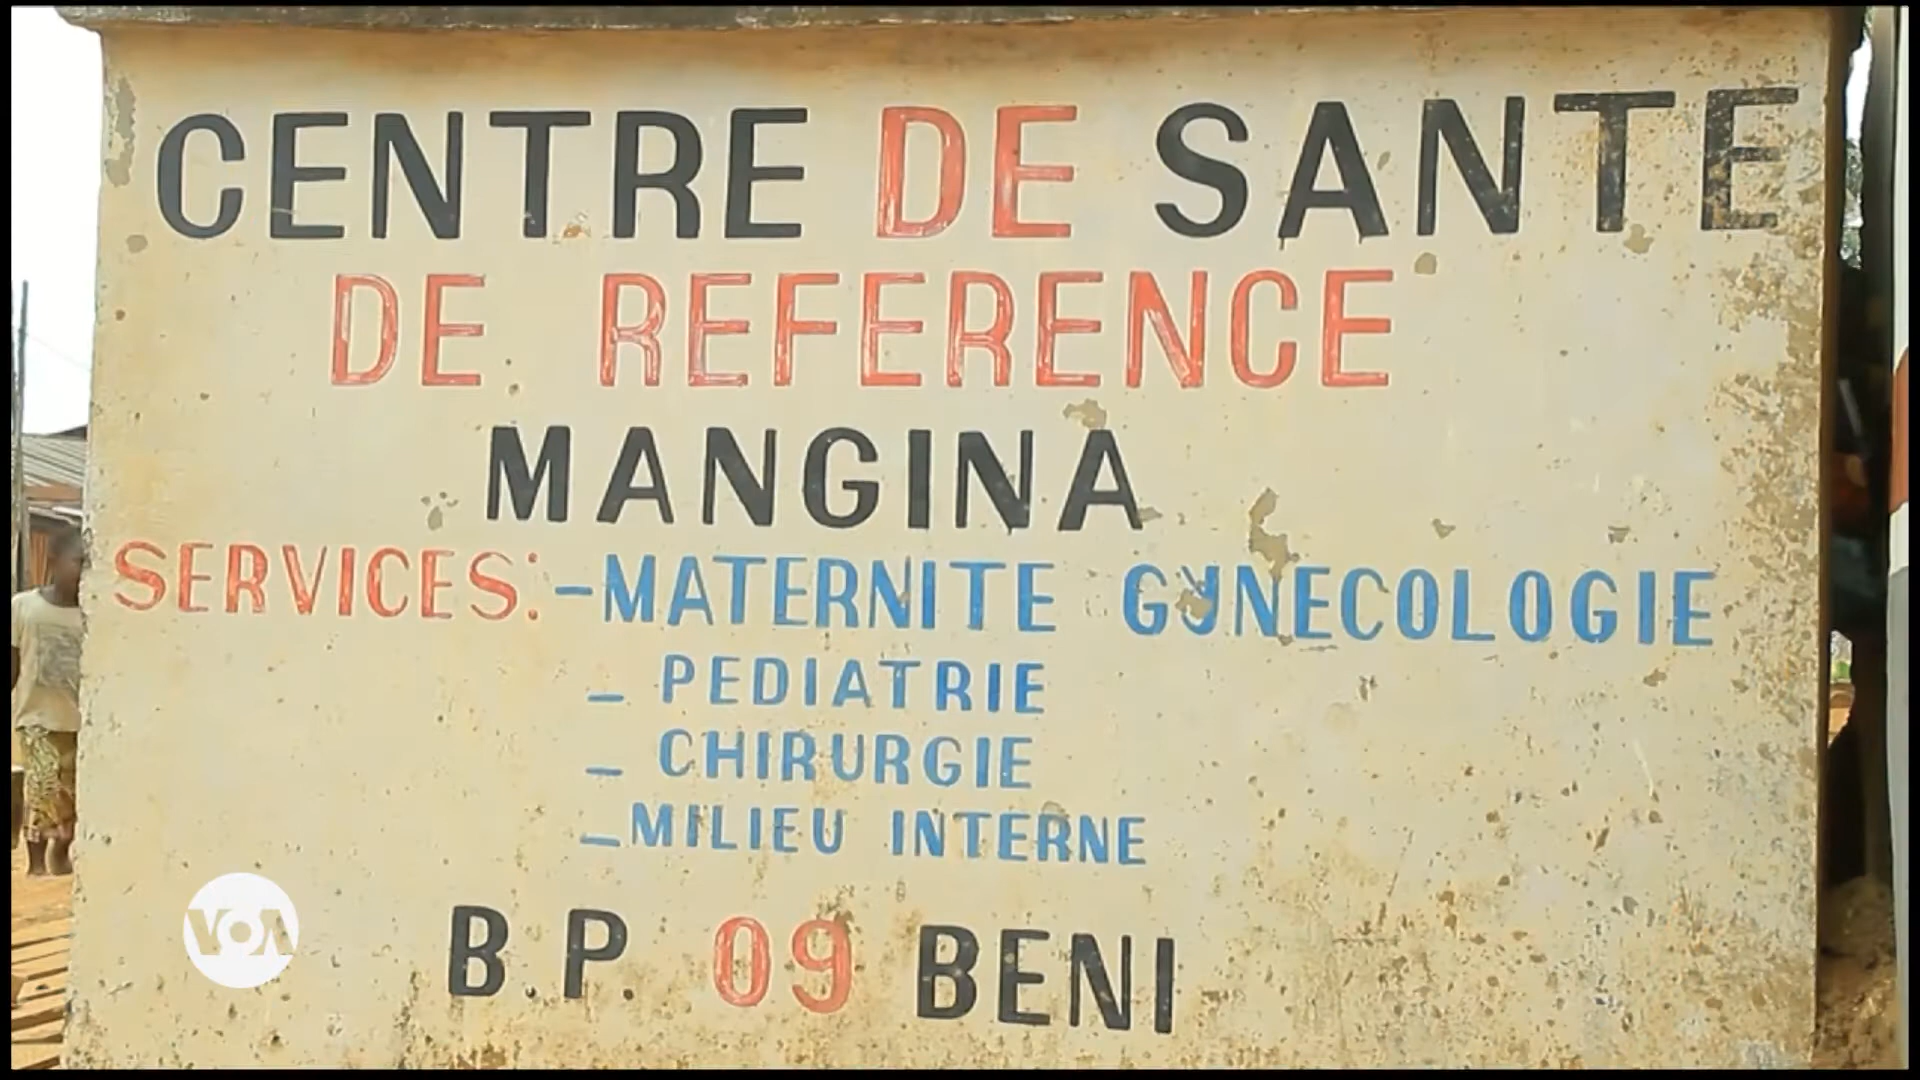 CENTRE DE SANTE
DE REFERENCE
MANGINA
SERVICES: -MATERNITE GYNECOLOGIE
- PEDIATRIE
- CHIRURGIE
- MILIEU INTERNE
B.P. 09 BENI
VOA